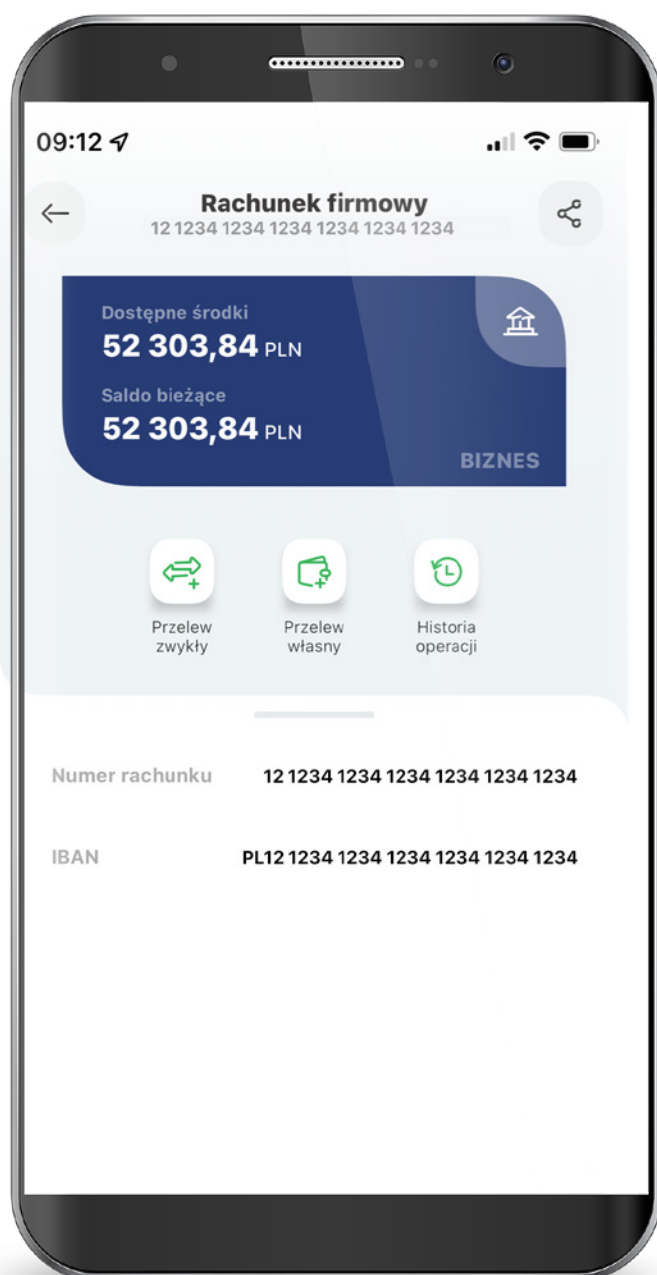 09:12
Rachunek firmowy
12 1234 1234 1234 1234 1234 1234
Dostępne środki
52 303,84 PLN
Saldo bieżące
52 303,84 PLN
BIZNES
Przelew
zwykły
Przelew
własny
Historia
operacji
Numer rachunku 12 1234 1234 1234 1234 1234 1234
IBAN PL12 1234 1234 1234 1234 1234 1234